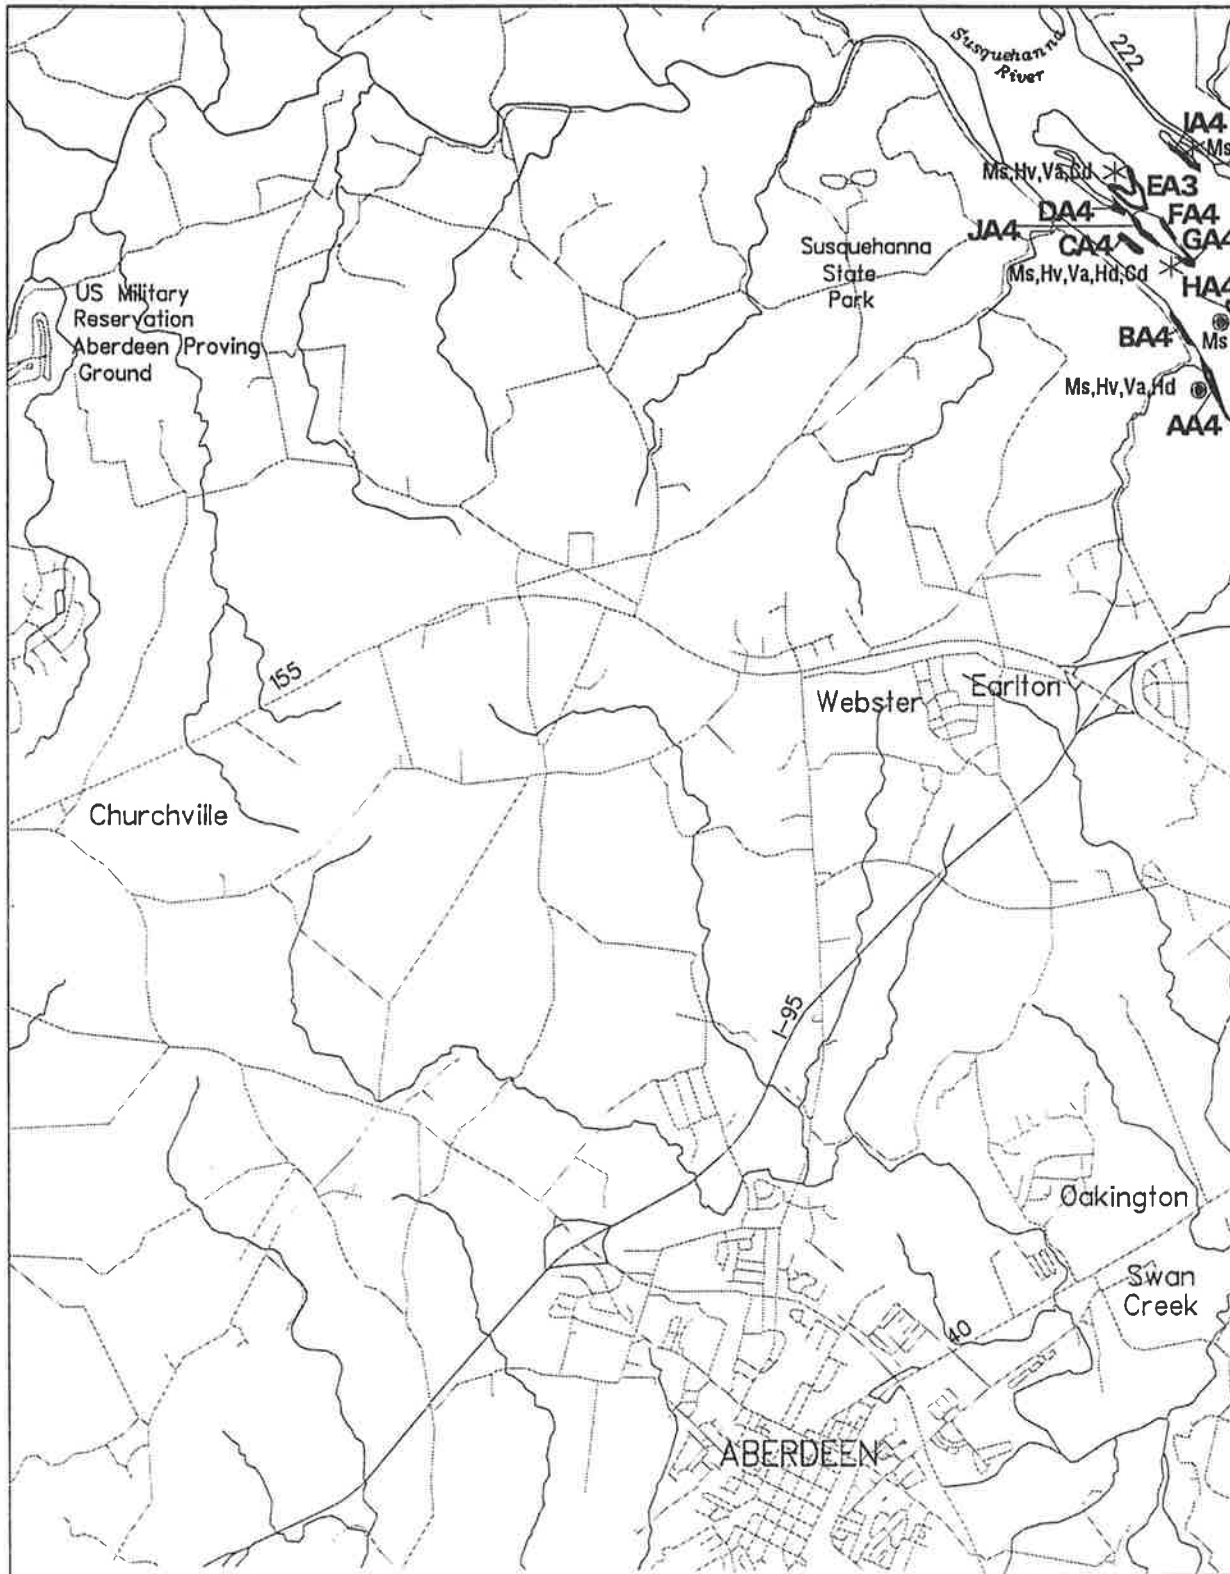 Susquehanna
River
222
IA4
Ms
Ms,Hv,Va,Cd
EA3
DA4
FA4
JA4
CA4
GA4
Susquehanna
State
Park
Ms,Hv,Va,Hd,Cd
HA4
US Military
Reservation
Aberdeen Proving
Ground
BA4
Ms
Ms,Hv,Va,Hd
AA4
155
Webster
Earlton
Churchville
I-95
Oakington
Swan
Creek
40
ABERDEEN